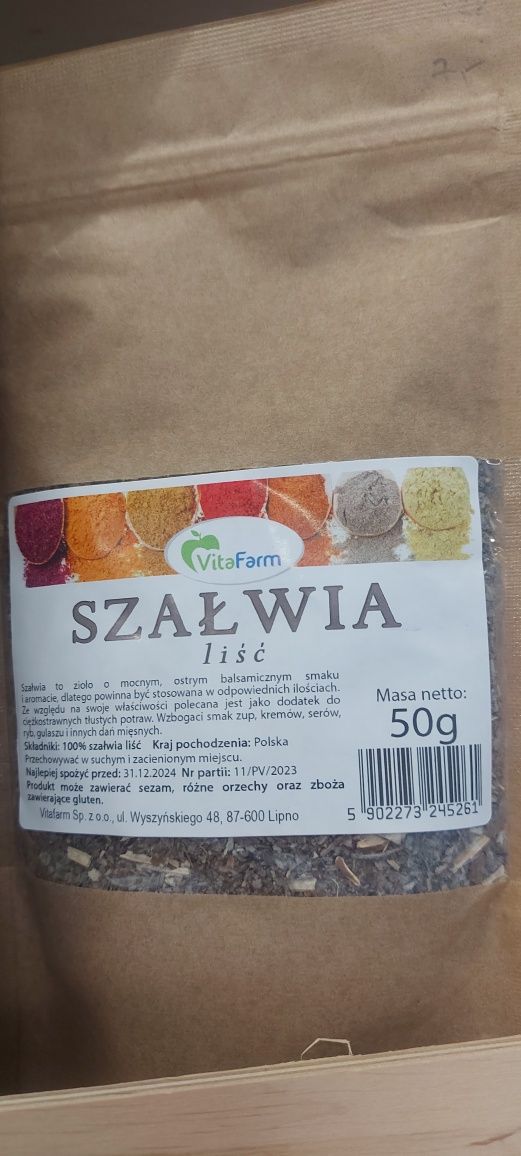 7,-
VitaFarm
SZAŁWIA
liść
Szałwia to zioło o mocnym, ostrym balsamicznym smaku
i aromacie, dlatego powinna być stosowana w odpowiednich ilościach.
Ze względu na swoje właściwości polecana jest jako dodatek do
ciężkostrawnych tłustych potraw. Wzbogaci smak zup, kremów, serów,
ryb, gulaszu i innych dań mięsnych.
Składniki: 100% szałwia liść Kraj pochodzenia: Polska
Przechowywać w suchym i zacienionym miejscu.
Najlepiej spożyć przed: 31.12.2024 Nr partii: 11/PV/2023
Produkt może zawierać sezam, różne orzechy oraz zboża
zawierające gluten.
Vitafarm Sp. z o.o., ul. Wyszyńskiego 48, 87-600 Lipno
Masa netto:
50g
5 902273 245261